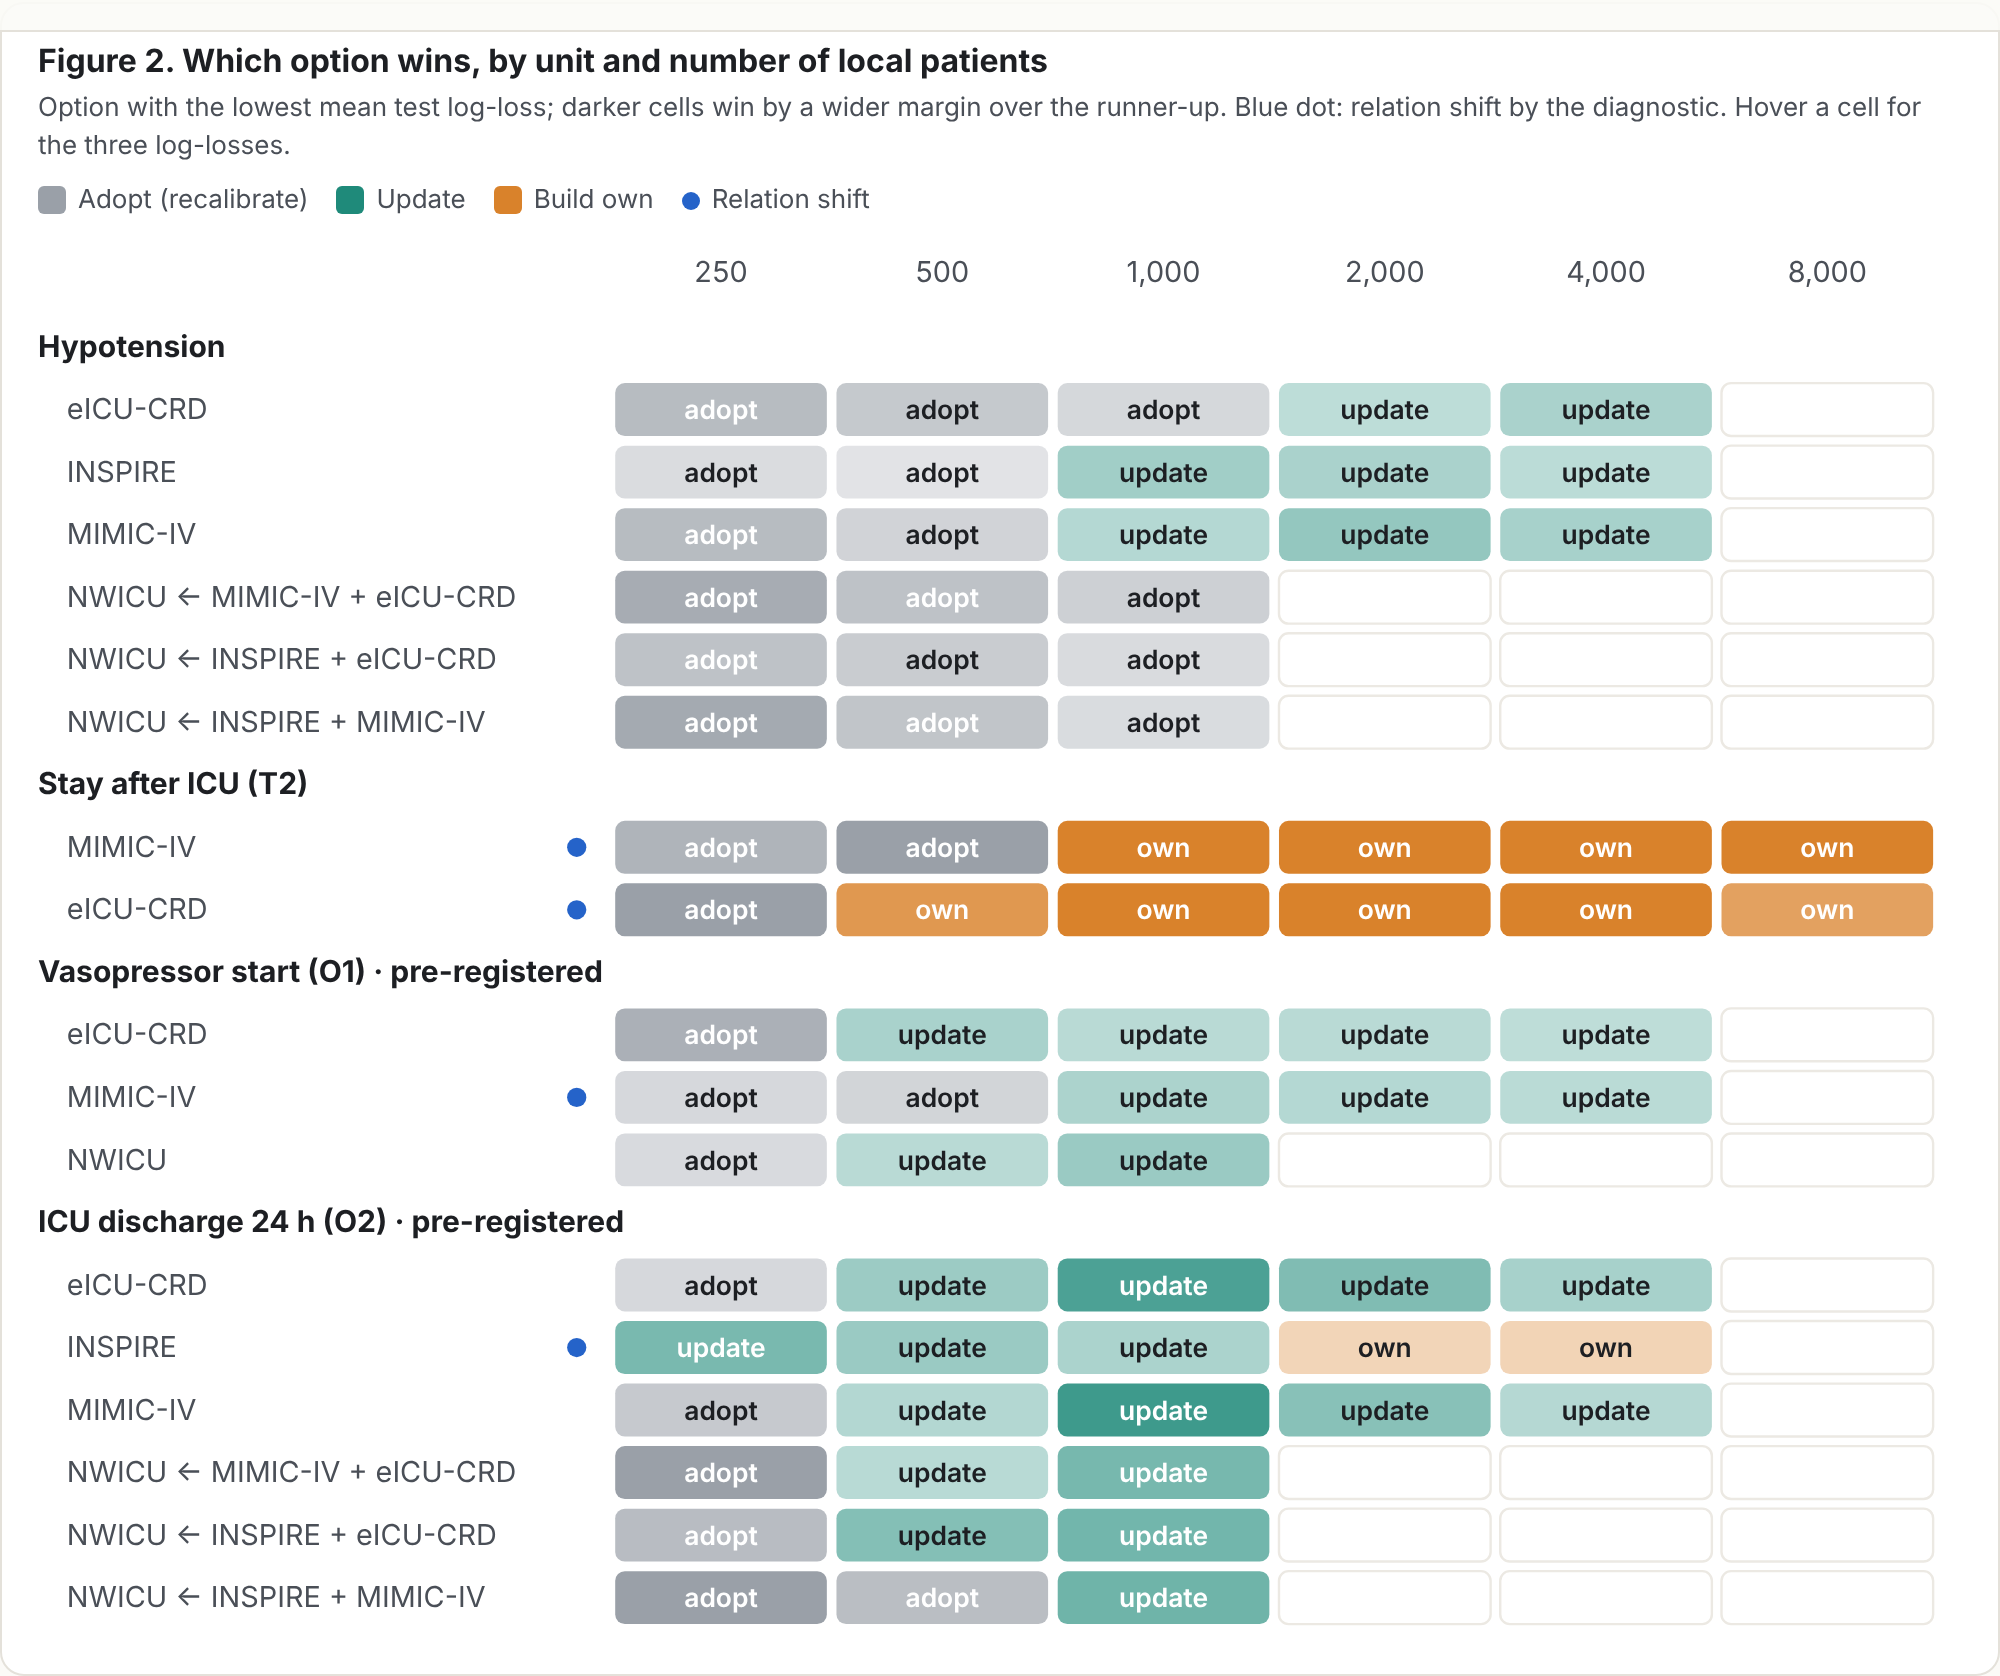 Figure 2. Which option wins, by unit and number of local patients
Option with the lowest mean test log-loss; darker cells win by a wider margin over the runner-up. Blue dot: relation shift by the diagnostic. Hover a cell for
the three log-losses.
Adopt (recalibrate) Update Build own Relation shift
250 500 1,000 2,000 4,000 8,000
Hypotension
eICU-CRD adopt adopt adopt update update
INSPIRE adopt adopt update update update
MIMIC-IV adopt adopt update update update
NWICU ← MIMIC-IV + eICU-CRD adopt adopt adopt
NWICU ← INSPIRE + eICU-CRD adopt adopt adopt
NWICU ← INSPIRE + MIMIC-IV adopt adopt adopt
Stay after ICU (T2)
MIMIC-IV adopt adopt own own own own
eICU-CRD adopt own own own own own
Vasopressor start (O1) · pre-registered
eICU-CRD adopt update update update update
MIMIC-IV adopt adopt update update update
NWICU adopt update update
ICU discharge 24 h (O2) · pre-registered
eICU-CRD adopt update update update update
INSPIRE update update update own own
MIMIC-IV adopt update update update update
NWICU ← MIMIC-IV + eICU-CRD adopt update update
NWICU ← INSPIRE + eICU-CRD adopt update update
NWICU ← INSPIRE + MIMIC-IV adopt adopt update